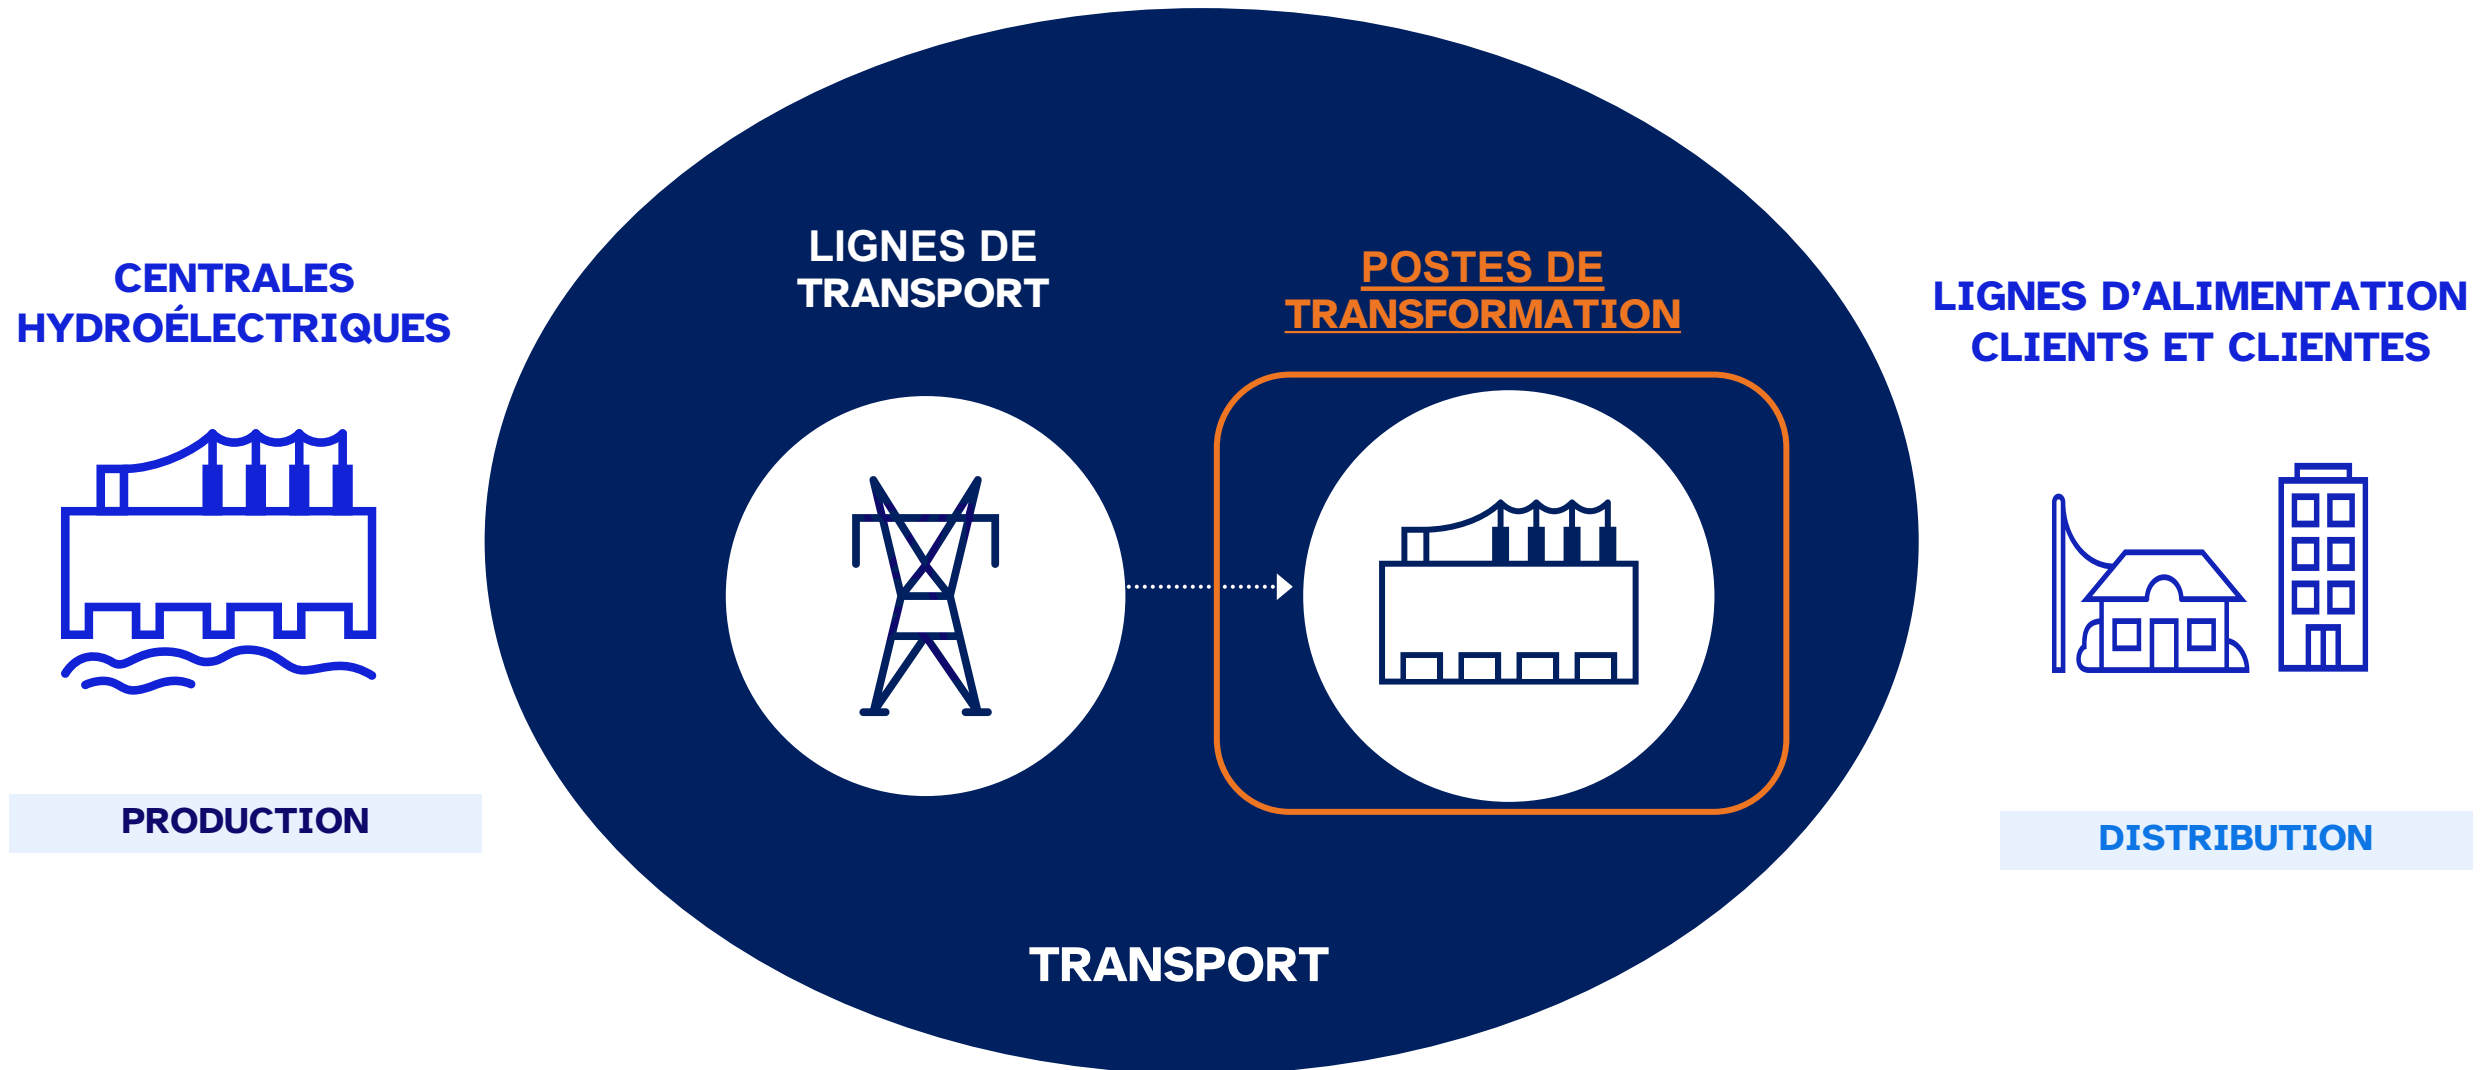 CENTRALES
HYDROÉLECTRIQUES
PRODUCTION
LIGNES DE
TRANSPORT
POSTES DE
TRANSFORMATION
TRANSPORT
LIGNES D’ALIMENTATION
CLIENTS ET CLIENTES
DISTRIBUTION